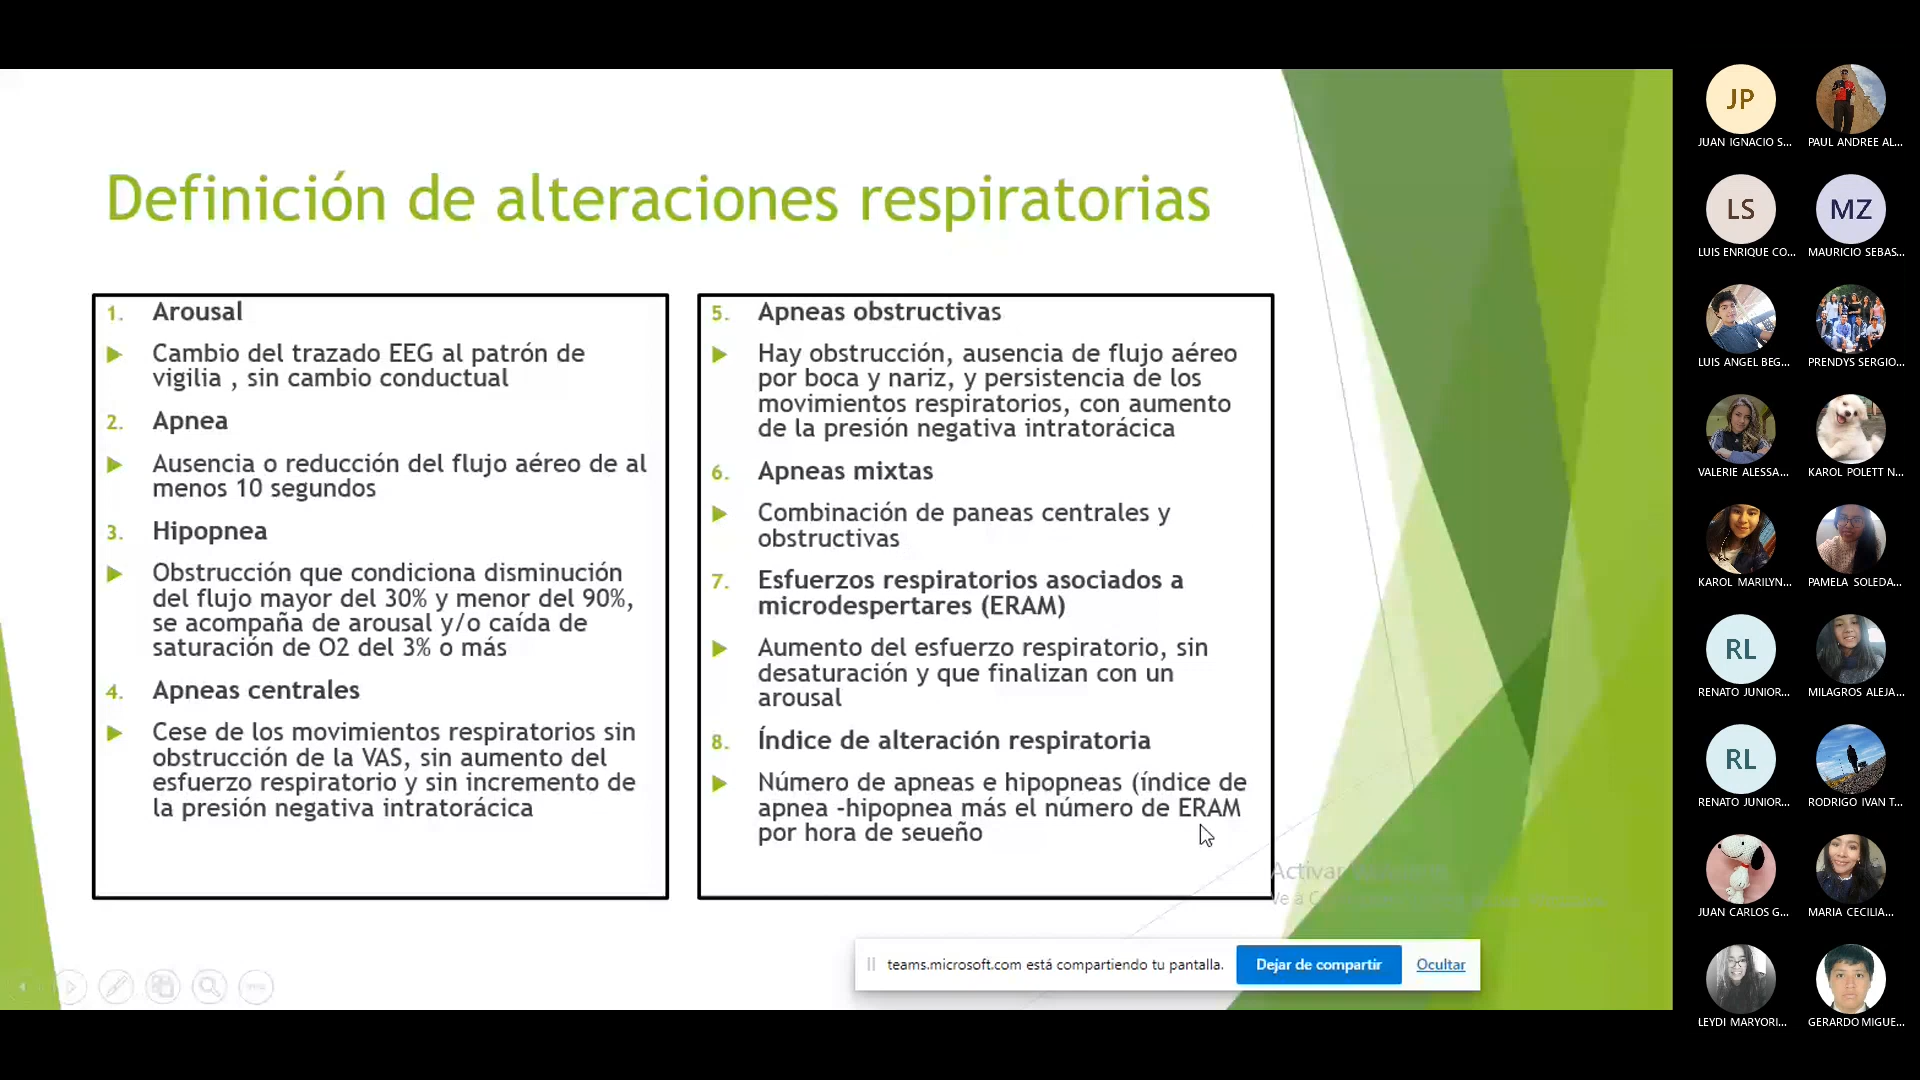 Definición de alteraciones respiratorias
1. Arousal
Cambio del trazado EEG al patrón de
vigilia , sin cambio conductual
2. Apnea
Ausencia o reducción del flujo aéreo de al
menos 10 segundos
3. Hipopnea
Obstrucción que condiciona disminución
del flujo mayor del 30% y menor del 90%,
se acompaña de arousal y/o caída de
saturación de O2 del 3% o más
4. Apneas centrales
Cese de los movimientos respiratorios sin
obstrucción de la VAS, sin aumento del
esfuerzo respiratorio y sin incremento de
la presión negativa intratorácica
5. Apneas obstructivas
Hay obstrucción, ausencia de flujo aéreo
por boca y nariz, y persistencia de los
movimientos respiratorios, con aumento
de la presión negativa intratorácica
6. Apneas mixtas
Combinación de paneas centrales y
obstructivas
7. Esfuerzos respiratorios asociados a
microdespertares (ERAM)
Aumento del esfuerzo respiratorio, sin
desaturación y que finalizan con un
arousal
8. Índice de alteración respiratoria
Número de apneas e hipopneas (índice de
apnea -hipopnea más el número de ERAM
por hora de seueño
Activar
Ve a
teams.microsoft.com está compartiendo tu pantalla.
Dejar de compartir
Ocultar
JP
JUAN IGNACIO S...
PAUL ANDREE AL...
LS
LUIS ENRIQUE CO...
MZ
MAURICIO SEBAS...
LUIS ANGEL BEG...
PRENDYS SERGIO...
VALERIE ALESSA...
KAROL POLETT N...
KAROL MARILYN...
PAMELA SOLEDA...
RL
RENATO JUNIOR...
MILAGROS ALEJA...
RL
RENATO JUNIOR...
RODRIGO IVAN T...
JUAN CARLOS G...
MARIA CECILIA...
LEYDI MARYORI...
GERARDO MIGUE...